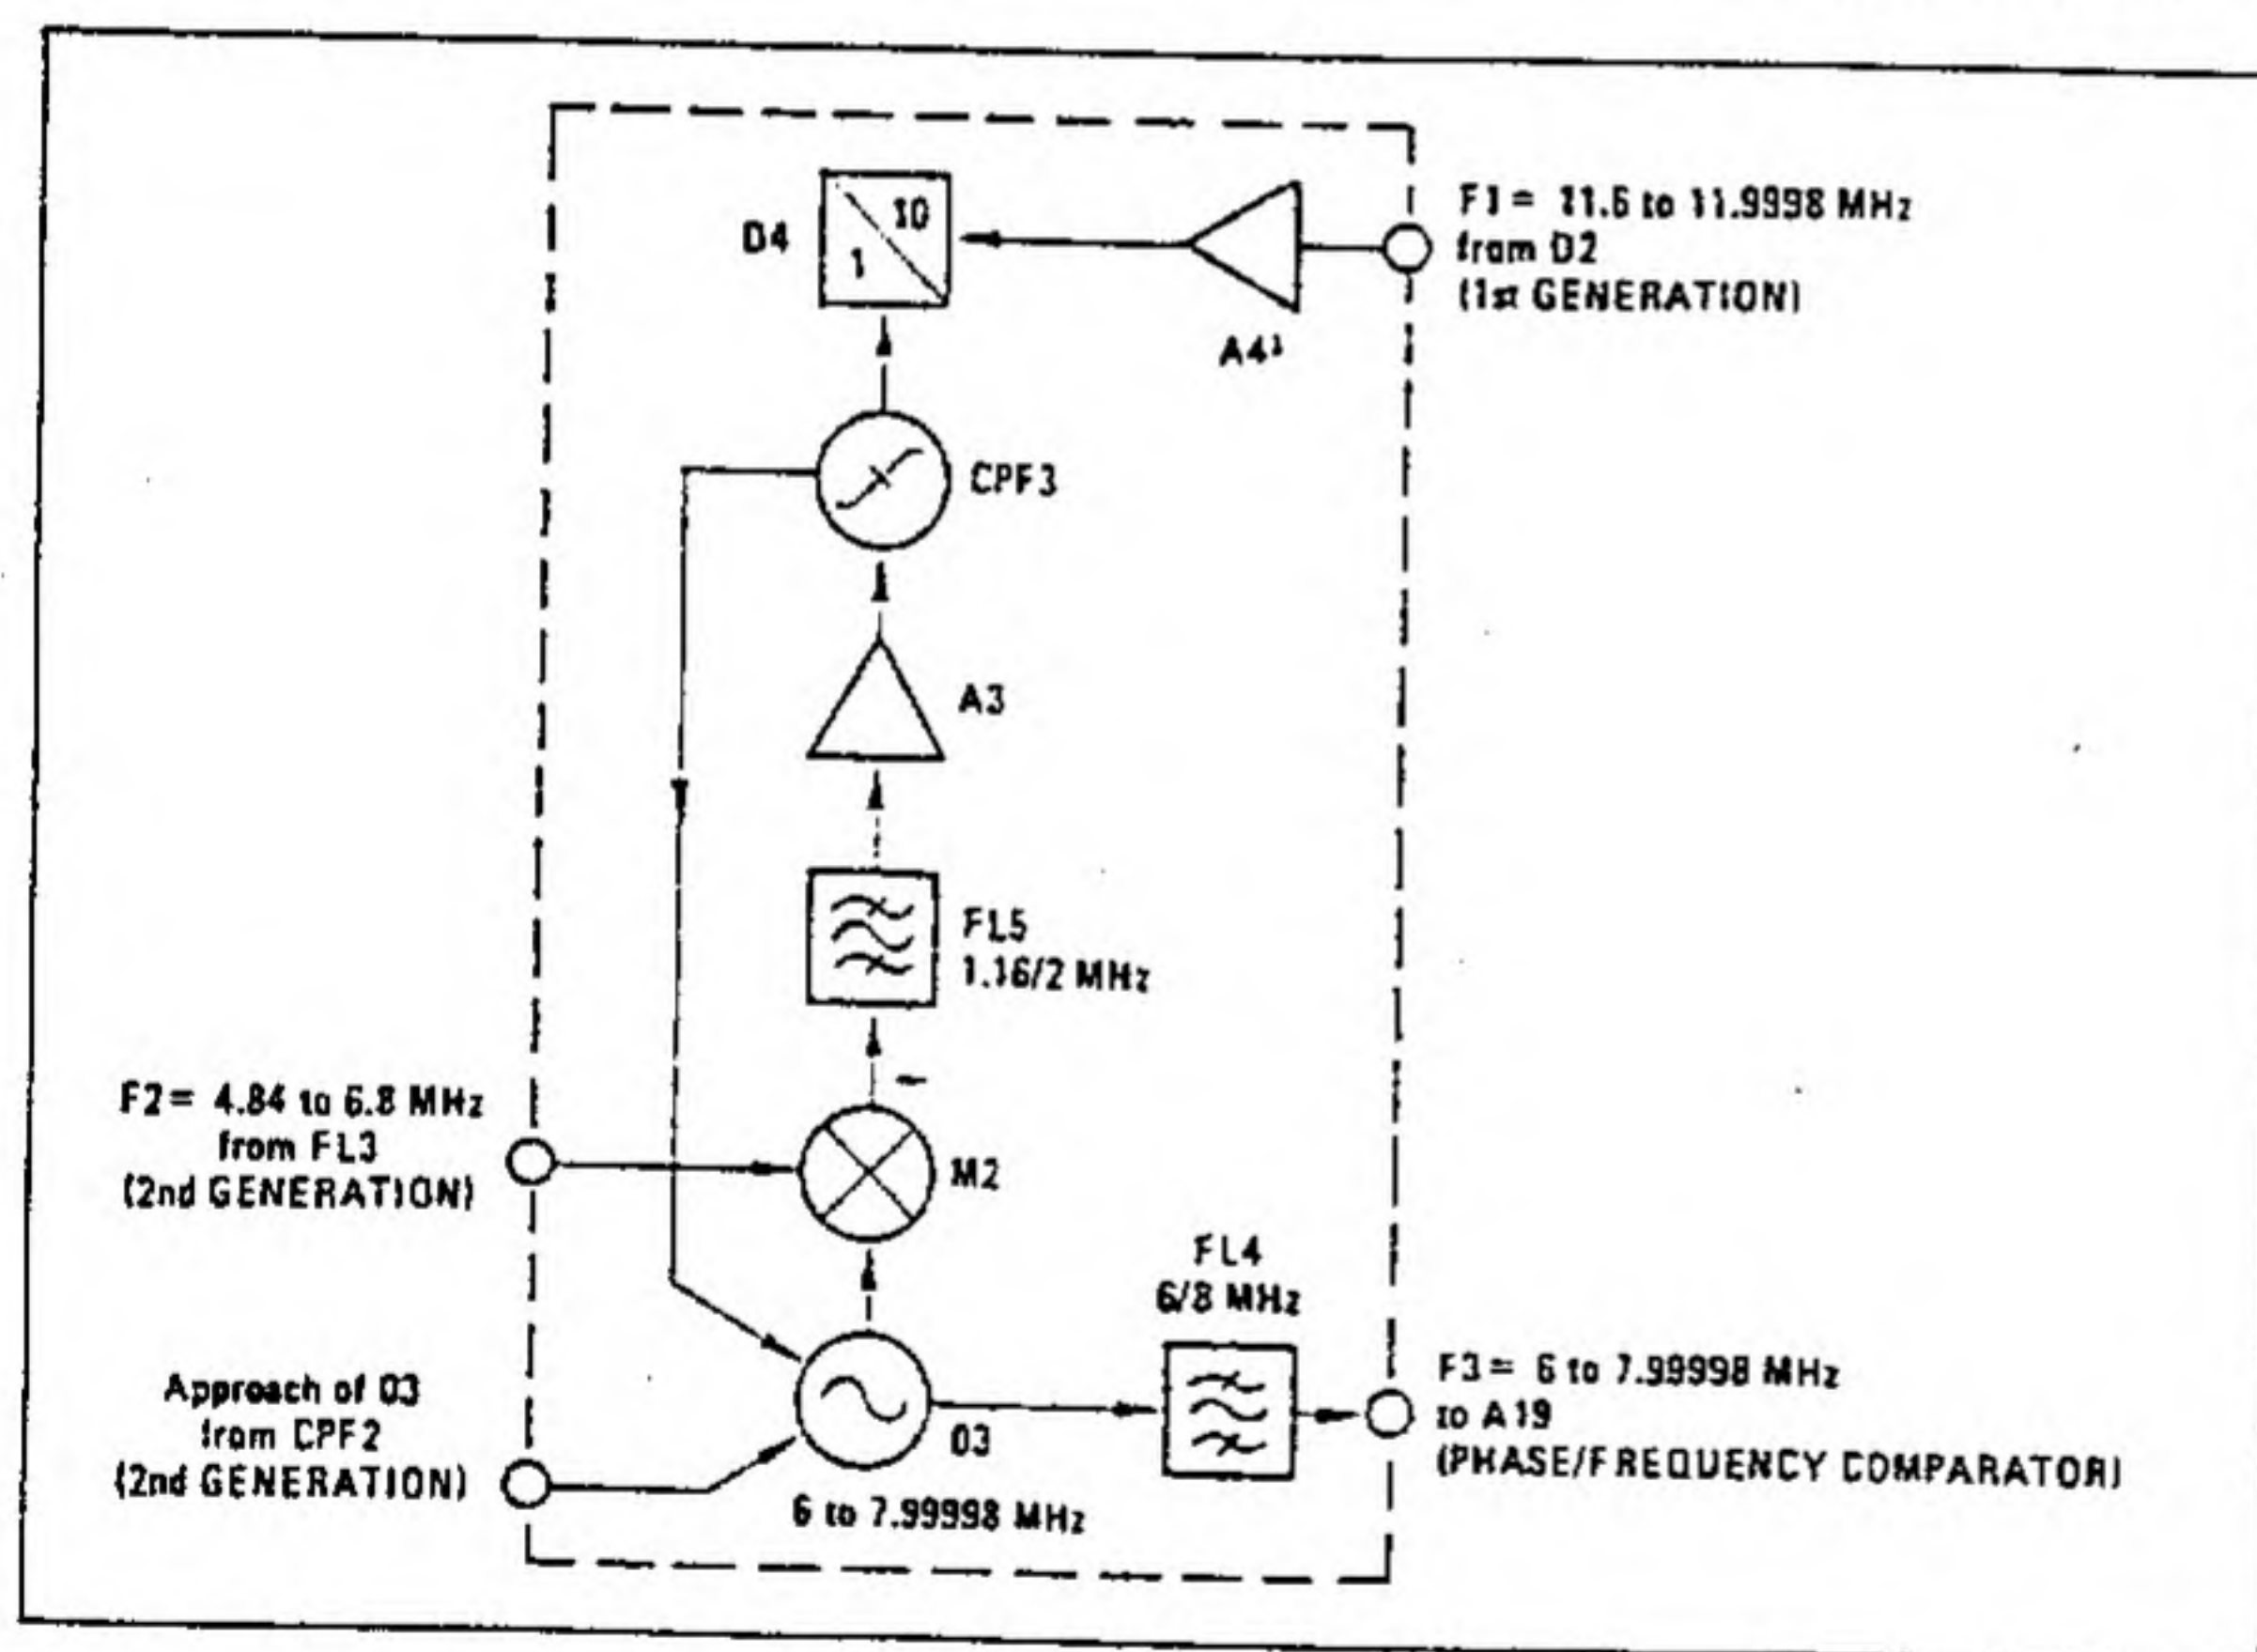 10
1
D4
F1 = 11.6 to 11.9998 MHz
from D2
(1st GENERATION)
CPF3
A3
FL5
1.16/2 MHz
-
F2 = 4.84 to 6.8 MHz
from FL3
(2nd GENERATION)
M2
FL4
6/8 MHz
Approach of 03
from CPF2
(2nd GENERATION)
03
6 to 7.99998 MHz
F3 = 6 to 7.99998 MHz
to A19
(PHASE/FREQUENCY COMPARATOR)